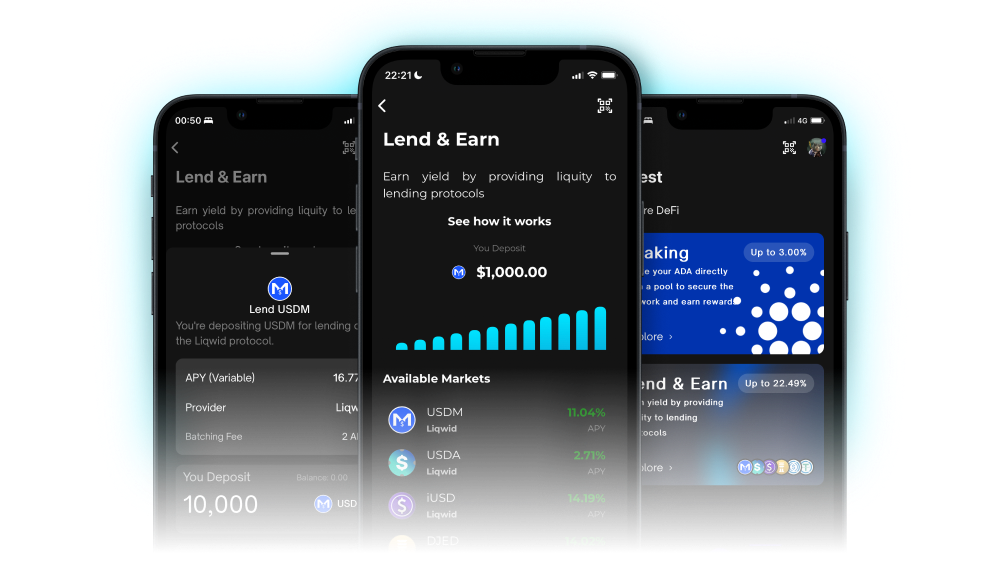 00:50
Lend & Earn
Earn yield by providing liquity to le
protocols
Lend USDM
You're depositing USDM for lending
the Liqwid protocol.
APY (Variable) 16.77
Provider Liqw
Batching Fee 2 A
You Deposit Balance: 0.00
10,000 USD
22:21
Lend & Earn
Earn yield by providing liquity to
lending protocols
See how it works
You Deposit
$1,000.00
Available Markets
USDM 11.04%
Liqwid APY
USDA 2.71%
Liqwid APY
iUSD 14.19%
Liqwid APY
DJED
4G
est
re DeFi
aking Up to 3.00%
e your ADA directly
a pool to secure the
work and earn rewards
lore ›
end & Earn Up to 22.49%
n yield by providing
ity to lending
ocols
lore ›